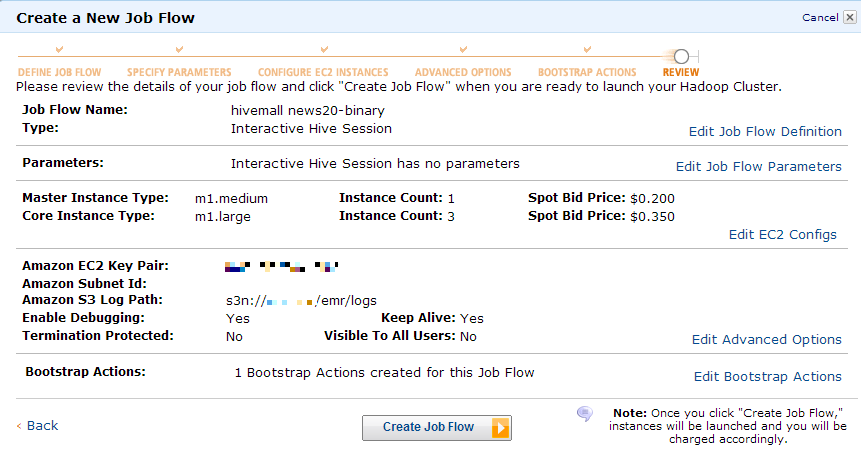 Create a New Job Flow
Cancel
DEFINE JOB FLOW SPECIFY PARAMETERS CONFIGURE EC2 INSTANCES ADVANCED OPTIONS BOOTSTRAP ACTIONS REVIEW
Please review the details of your job flow and click "Create Job Flow" when you are ready to launch your Hadoop Cluster.
Job Flow Name: hivemall news20-binary
Type: Interactive Hive Session
Edit Job Flow Definition
Parameters: Interactive Hive Session has no parameters
Edit Job Flow Parameters
Master Instance Type: m1.medium Instance Count: 1 Spot Bid Price: $0.200
Core Instance Type: m1.large Instance Count: 3 Spot Bid Price: $0.350
Edit EC2 Configs
Amazon EC2 Key Pair:
Amazon Subnet Id:
Amazon S3 Log Path: s3n:// /emr/logs
Enable Debugging: Yes Keep Alive: Yes
Termination Protected: No Visible To All Users: No
Edit Advanced Options
Bootstrap Actions: 1 Bootstrap Actions created for this Job Flow
Edit Bootstrap Actions
‹ Back
Create Job Flow
Note: Once you click "Create Job Flow,"
instances will be launched and you will be
charged accordingly.